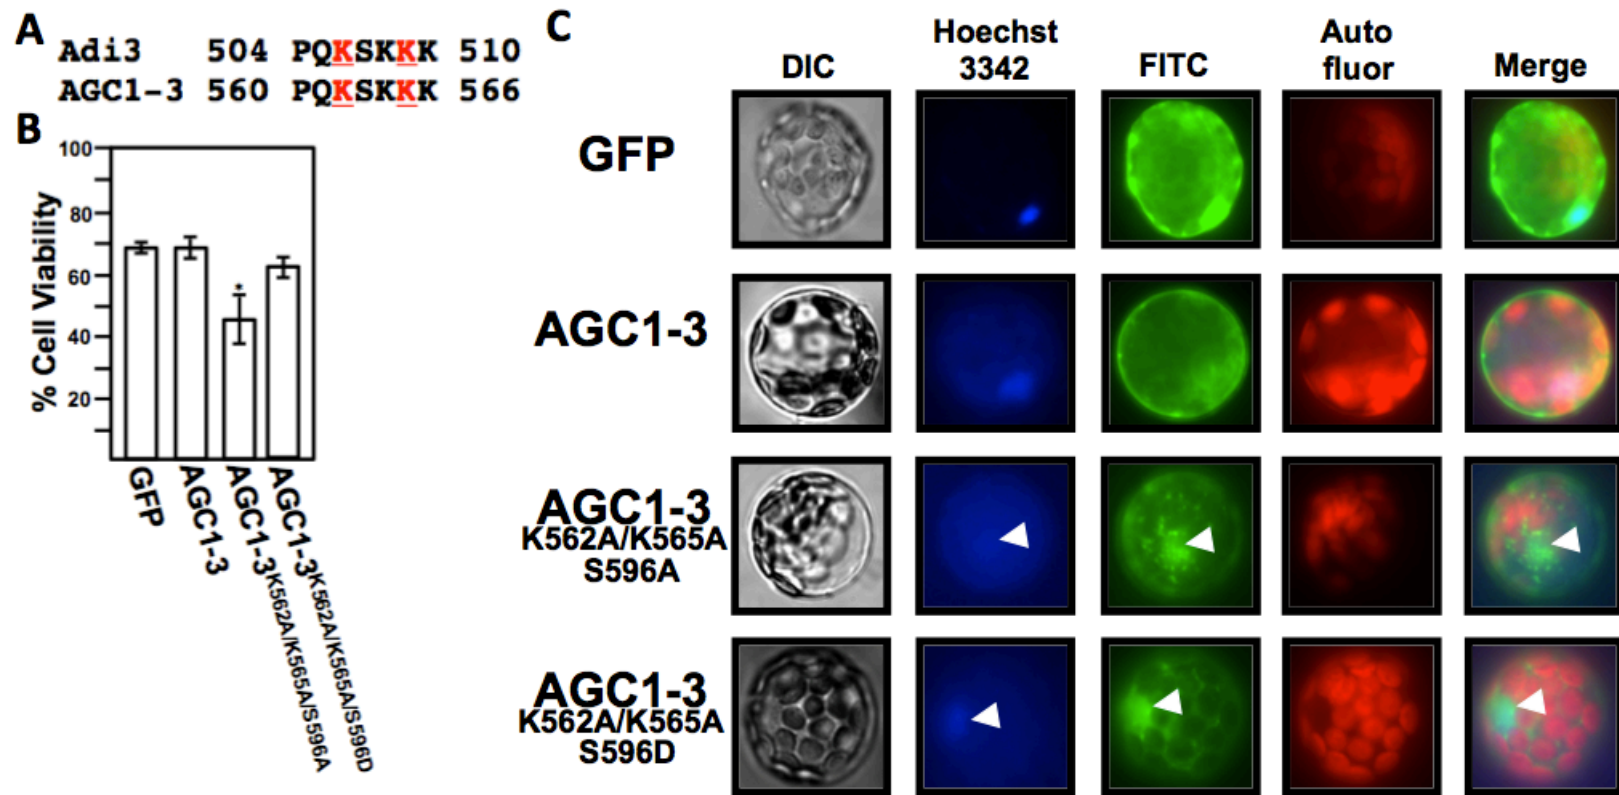 A
Adi3 504 PQKSKKK 510
AGC1-3 560 PQKSKKK 566
B
% Cell Viability
100
80
60
40
20
*
GFP
AGC1-3
AGC1-3K562A/K565A/S596A
AGC1-3K562A/K565A/S596D
C
DIC
Hoechst
3342
FITC
Auto
fluor
Merge
GFP
AGC1-3
AGC1-3
K562A/K565A
S596A
AGC1-3
K562A/K565A
S596D